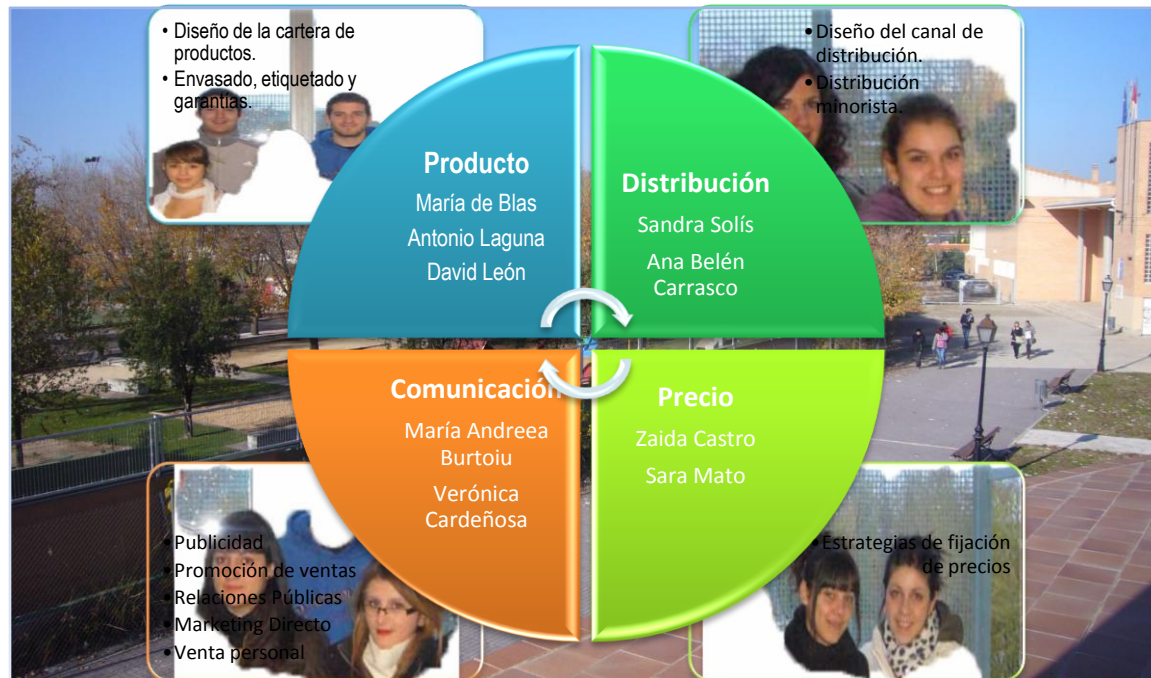 • Diseño de la cartera de
productos.
• Envasado, etiquetado y
garantías.
• Diseño del canal de
distribución.
• Distribución
minorista.
Producto
María de Blas
Antonio Laguna
David León
Distribución
Sandra Solís
Ana Belén
Carrasco
Comunicación
María Andreea
Burtoiu
Verónica
Cardeñosa
Precio
Zaida Castro
Sara Mato
• Publicidad
• Promoción de ventas
• Relaciones Públicas
• Marketing Directo
• Venta personal
• Estrategias de fijación
de precios